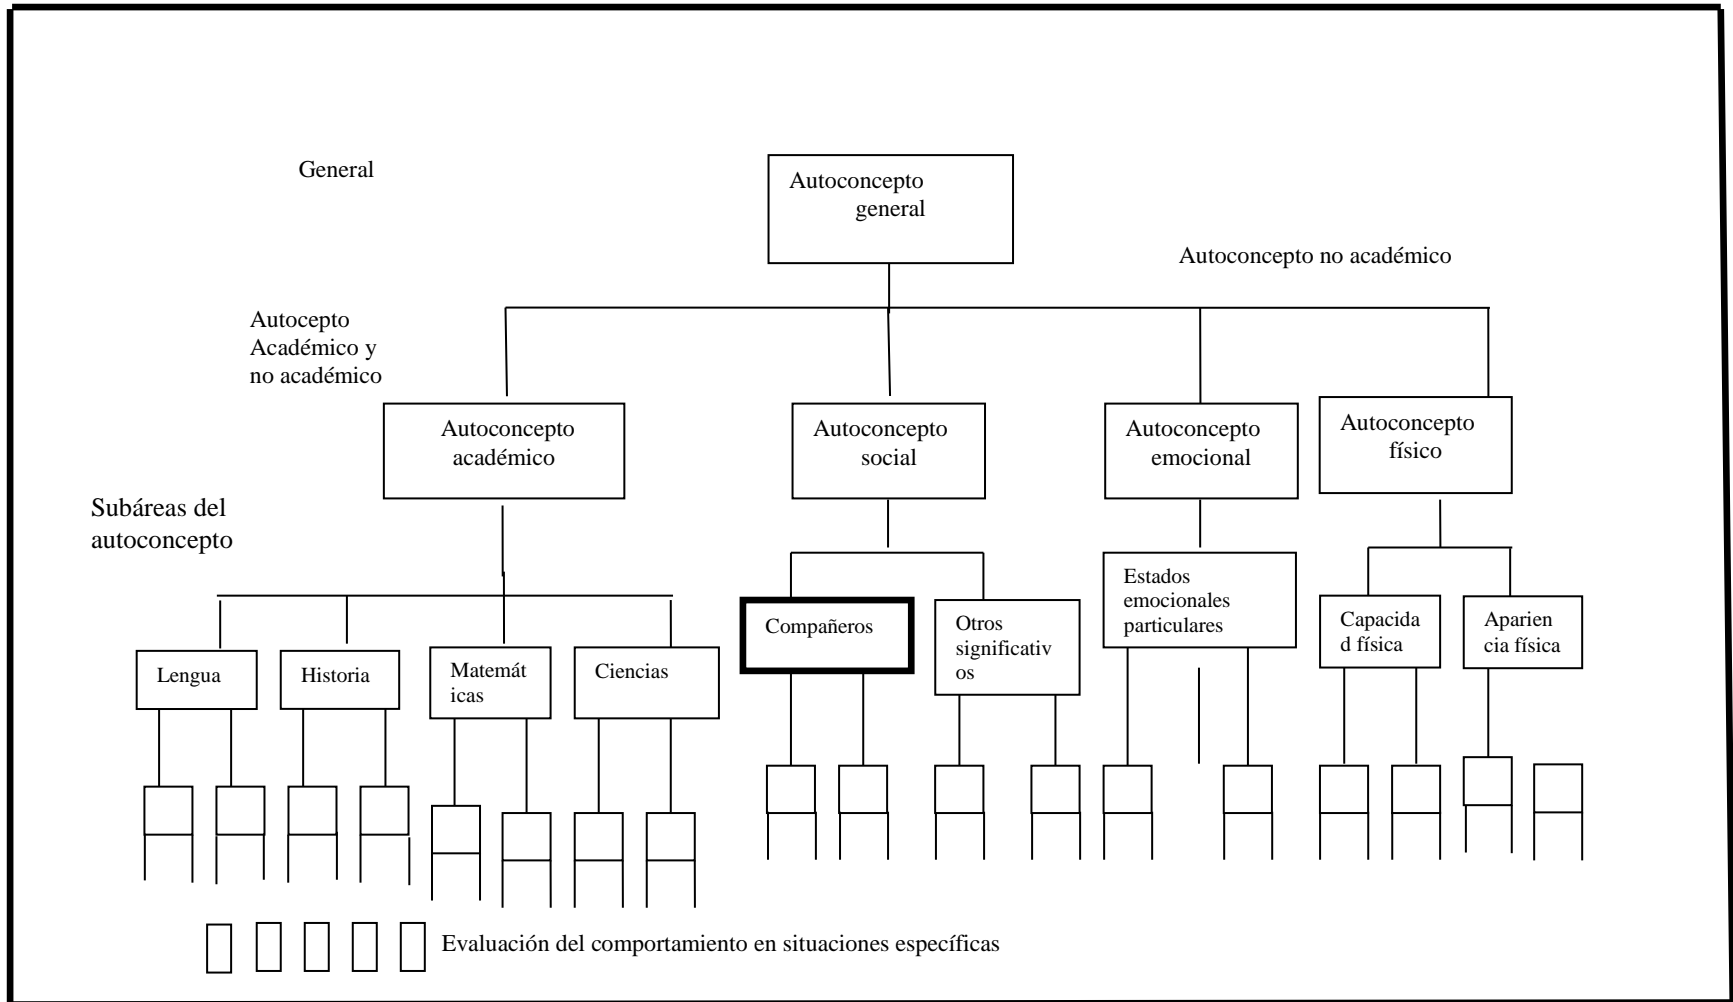 General
Autoconcepto
general
Autoconcepto no académico
Autocepto
Académico y
no académico
Autoconcepto
académico
Autoconcepto
social
Autoconcepto
emocional
Autoconcepto
físico
Subáreas del
autoconcepto
Lengua
Historia
Matemát
icas
Ciencias
Compañeros
Otros
significativ
os
Estados
emocionales
particulares
Capacida
d física
Aparien
cia física
Evaluación del comportamiento en situaciones específicas